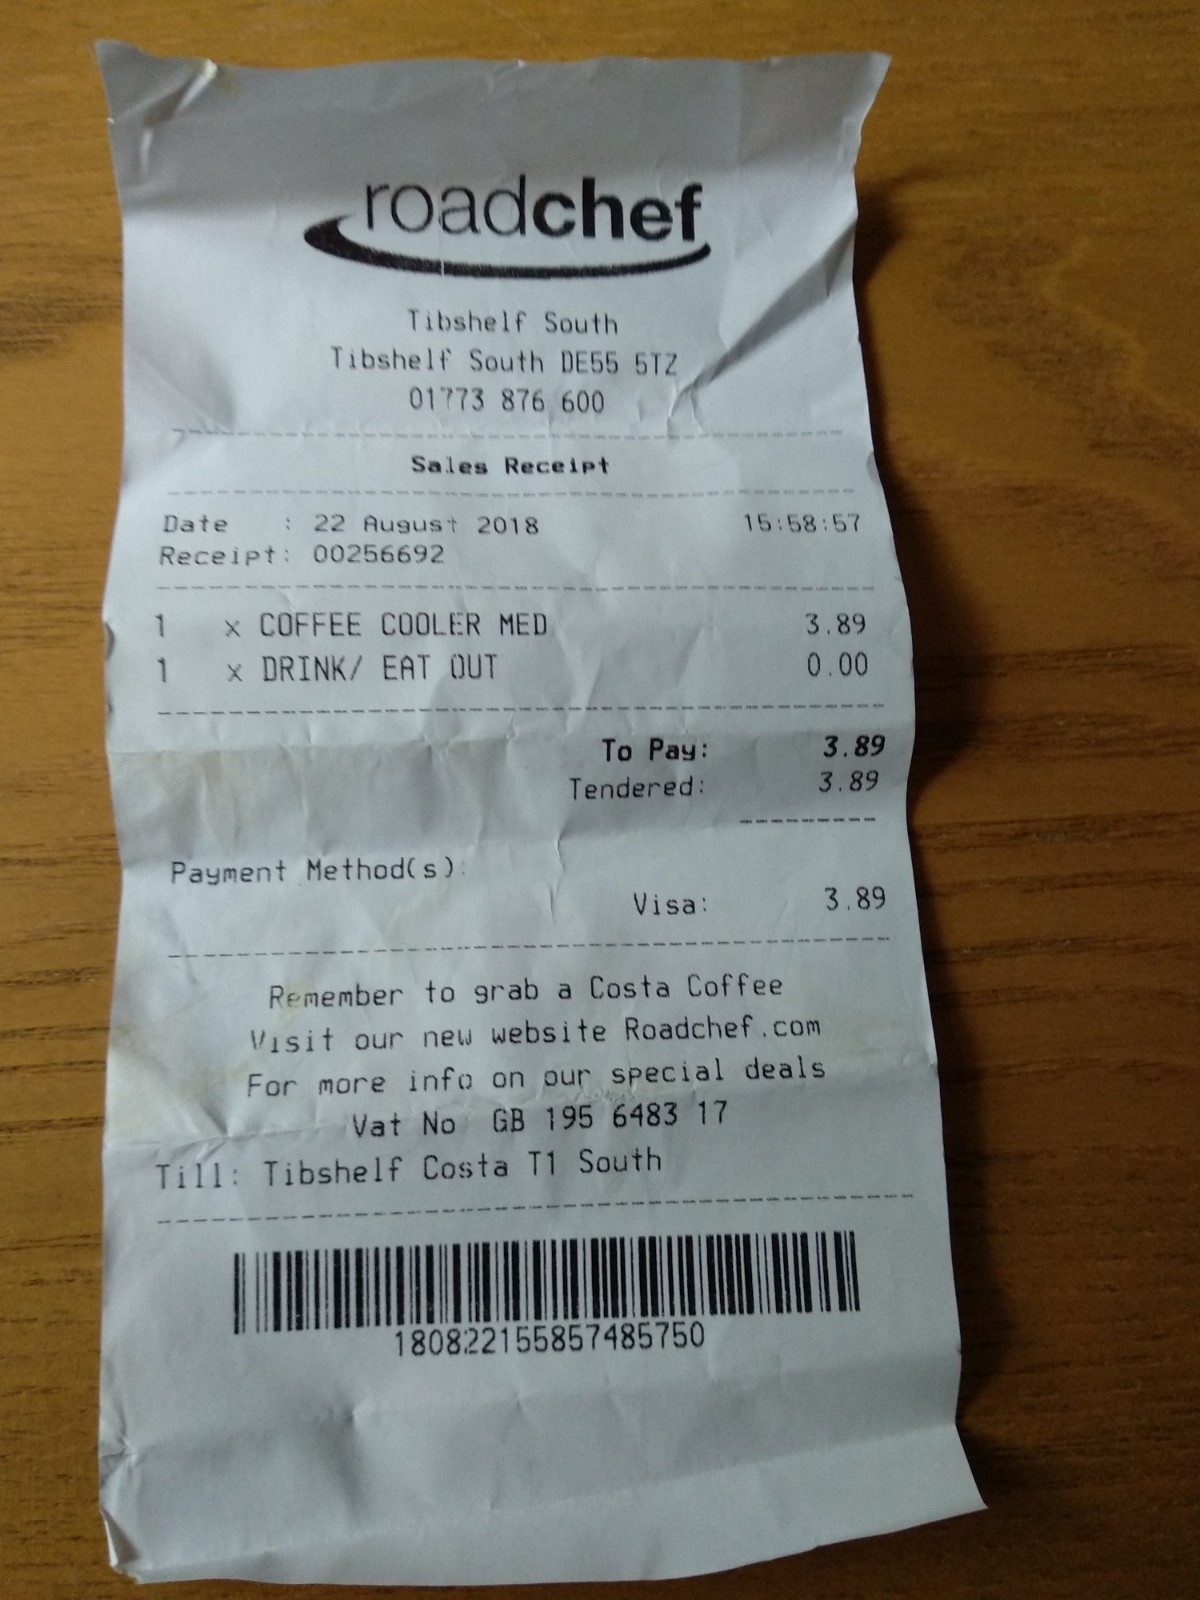 roadchef
Tibshelf South
Tibshelf South DE55 5TZ
01773 876 600
Sales Receipt
Date : 22 August 2018 15:58:57
Receipt: 00256692
1 x COFFEE COOLER MED 3.89
1 x DRINK/ EAT OUT 0.00
To Pay: 3.89
Tendered: 3.89
Payment Method(s):
Visa: 3.89
Remember to grab a Costa Coffee
Visit our new website Roadchef.com
For more info on our special deals
Vat No GB 195 6483 17
Till: Tibshelf Costa T1 South
180822155857485750